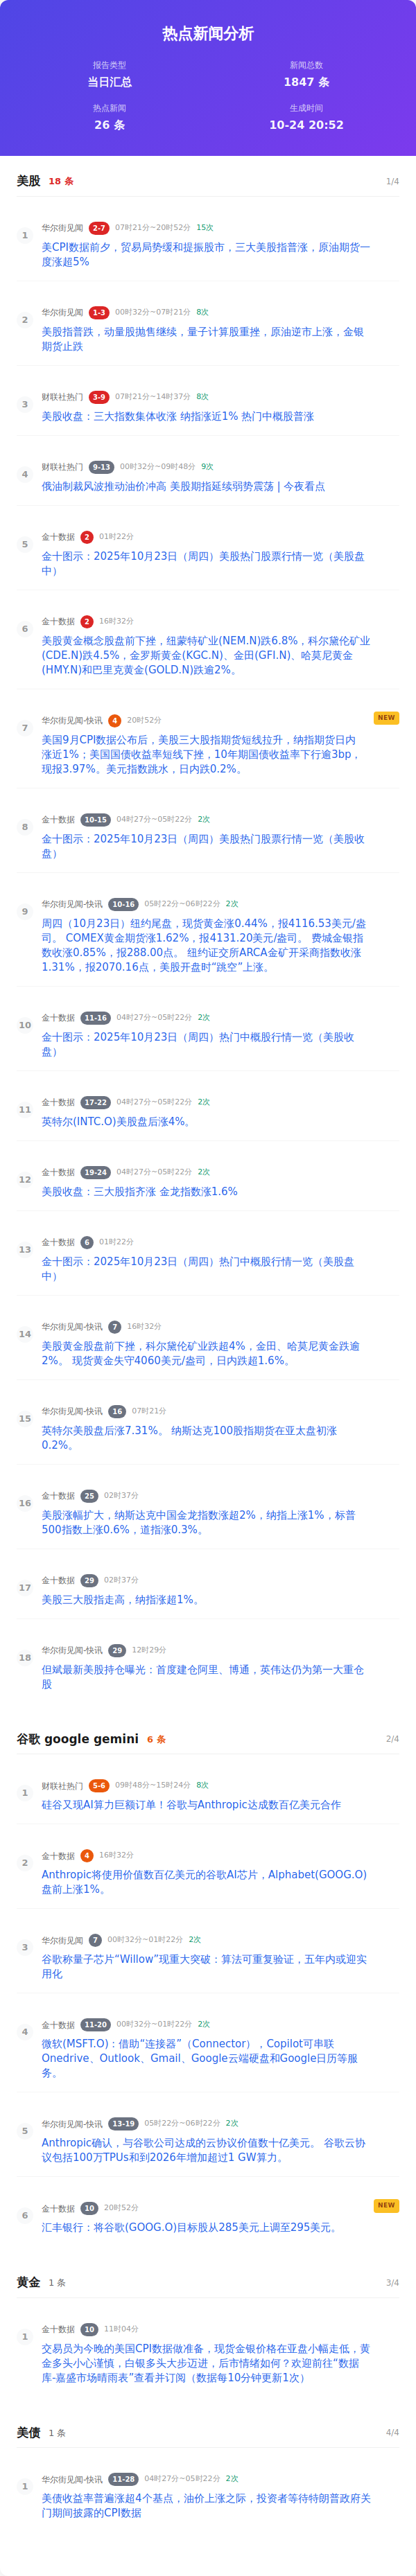 热点新闻分析
报告类型
当日汇总
新闻总数
1847 条
热点新闻
26 条
生成时间
10-24 20:52
美股 18 条 1/4
1
华尔街见闻 2-7 07时21分~20时52分 15次
美CPI数据前夕，贸易局势缓和提振股市，三大美股指普涨，原油期货一
度涨超5%
2
华尔街见闻 1-3 00时32分~07时21分 8次
美股指普跌，动量股抛售继续，量子计算股重挫，原油逆市上涨，金银
期货止跌
3
财联社热门 3-9 07时21分~14时37分 8次
美股收盘：三大指数集体收涨 纳指涨近1% 热门中概股普涨
4
财联社热门 9-13 00时32分~09时48分 9次
俄油制裁风波推动油价冲高 美股期指延续弱势震荡 | 今夜看点
5
金十数据 2 01时22分
金十图示：2025年10月23日（周四）美股热门股票行情一览（美股盘
中）
6
金十数据 2 16时32分
美股黄金概念股盘前下挫，纽蒙特矿业(NEM.N)跌6.8%，科尔黛伦矿业
(CDE.N)跌4.5%，金罗斯黄金(KGC.N)、金田(GFI.N)、哈莫尼黄金
(HMY.N)和巴里克黄金(GOLD.N)跌逾2%。
7
华尔街见闻-快讯 4 20时52分 NEW
美国9月CPI数据公布后，美股三大股指期货短线拉升，纳指期货日内
涨近1%；美国国债收益率短线下挫，10年期国债收益率下行逾3bp，
现报3.97%。美元指数跳水，日内跌0.2%。
8
金十数据 10-15 04时27分~05时22分 2次
金十图示：2025年10月23日（周四）美股热门股票行情一览（美股收
盘）
9
华尔街见闻-快讯 10-16 05时22分~06时22分 2次
周四（10月23日）纽约尾盘，现货黄金涨0.44%，报4116.53美元/盎
司。 COMEX黄金期货涨1.62%，报4131.20美元/盎司。 费城金银指
数收涨0.85%，报288.00点。 纽约证交所ARCA金矿开采商指数收涨
1.31%，报2070.16点，美股开盘时“跳空”上涨。
10
金十数据 11-16 04时27分~05时22分 2次
金十图示：2025年10月23日（周四）热门中概股行情一览（美股收
盘）
11
金十数据 17-22 04时27分~05时22分 2次
英特尔(INTC.O)美股盘后涨4%。
12
金十数据 19-24 04时27分~05时22分 2次
美股收盘：三大股指齐涨 金龙指数涨1.6%
13
金十数据 6 01时22分
金十图示：2025年10月23日（周四）热门中概股行情一览（美股盘
中）
14
华尔街见闻-快讯 7 16时32分
美股黄金股盘前下挫，科尔黛伦矿业跌超4%，金田、哈莫尼黄金跌逾
2%。 现货黄金失守4060美元/盎司，日内跌超1.6%。
15
华尔街见闻-快讯 16 07时21分
英特尔美股盘后涨7.31%。 纳斯达克100股指期货在亚太盘初涨
0.2%。
16
金十数据 25 02时37分
美股涨幅扩大，纳斯达克中国金龙指数涨超2%，纳指上涨1%，标普
500指数上涨0.6%，道指涨0.3%。
17
金十数据 29 02时37分
美股三大股指走高，纳指涨超1%。
18
华尔街见闻-快讯 29 12时29分
但斌最新美股持仓曝光：首度建仓阿里、博通，英伟达仍为第一大重仓
股
谷歌 google gemini 6 条 2/4
1
财联社热门 5-6 09时48分~15时24分 8次
硅谷又现AI算力巨额订单！谷歌与Anthropic达成数百亿美元合作
2
金十数据 4 16时32分
Anthropic将使用价值数百亿美元的谷歌AI芯片，Alphabet(GOOG.O)
盘前上涨1%。
3
华尔街见闻 7 00时32分~01时22分 2次
谷歌称量子芯片“Willow”现重大突破：算法可重复验证，五年内或迎实
用化
4
金十数据 11-20 00时32分~01时22分 2次
微软(MSFT.O)：借助“连接器”（Connector），Copilot可串联
Onedrive、Outlook、Gmail、Google云端硬盘和Google日历等服
务。
5
华尔街见闻-快讯 13-19 05时22分~06时22分 2次
Anthropic确认，与谷歌公司达成的云协议价值数十亿美元。 谷歌云协
议包括100万TPUs和到2026年增加超过1 GW算力。
6
金十数据 10 20时52分 NEW
汇丰银行：将谷歌(GOOG.O)目标股从285美元上调至295美元。
黄金 1 条 3/4
1
金十数据 10 11时04分
交易员为今晚的美国CPI数据做准备，现货金银价格在亚盘小幅走低，黄
金多头小心谨慎，白银多头大步迈进，后市情绪如何？欢迎前往“数据
库-嘉盛市场晴雨表”查看并订阅（数据每10分钟更新1次）
美债 1 条 4/4
1
华尔街见闻-快讯 11-28 04时27分~05时22分 2次
美债收益率普遍涨超4个基点，油价上涨之际，投资者等待特朗普政府关
门期间披露的CPI数据